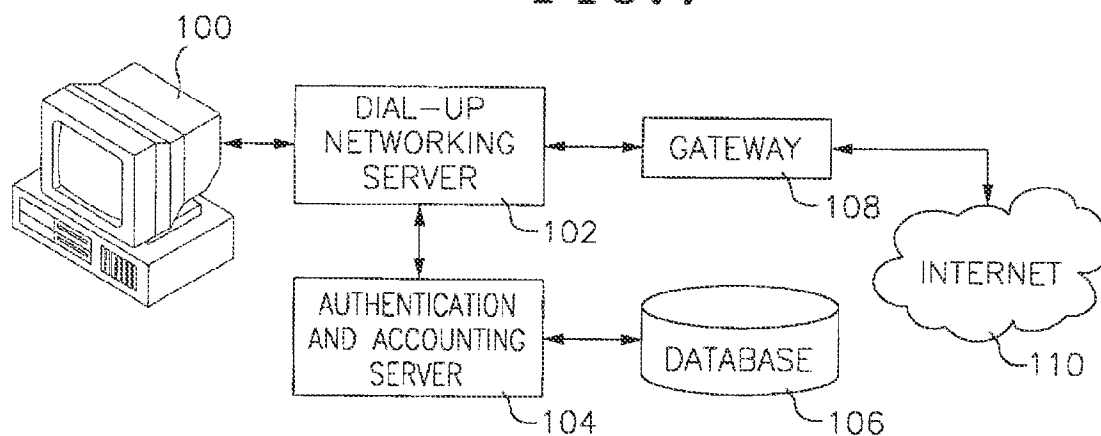 100
DIAL-UP
NETWORKING
SERVER
102
GATEWAY
108
INTERNET
110
AUTHENTICATION
AND ACCOUNTING
SERVER
104
DATABASE
106